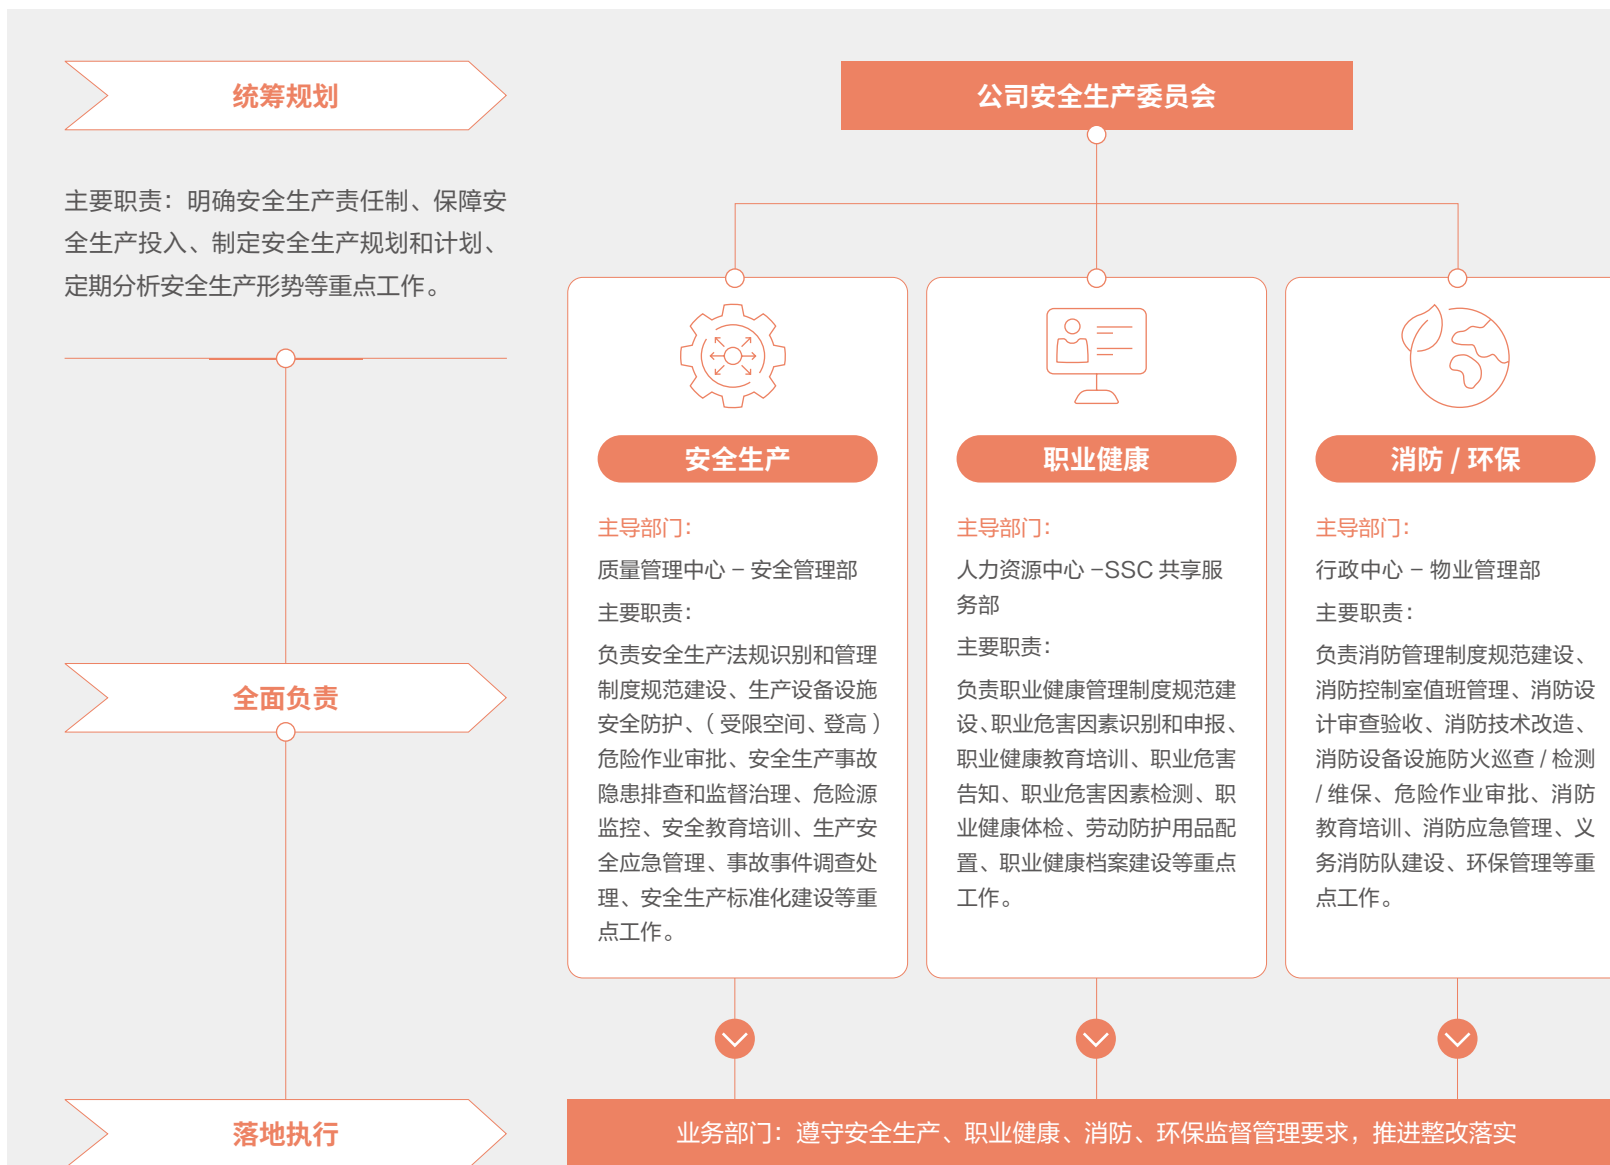 统筹规划
主要职责：明确安全生产责任制、保障安
全生产投入、制定安全生产规划和计划、
定期分析安全生产形势等重点工作。
公司安全生产委员会
全面负责
安全生产
主导部门：
质量管理中心 – 安全管理部
主要职责：
负责安全生产法规识别和管理
制度规范建设、生产设备设施
安全防护、（受限空间、登高）
危险作业审批、安全生产事故
隐患排查和监督治理、危险源
监控、安全教育培训、生产安
全应急管理、事故事件调查处
理、安全生产标准化建设等重
点工作。
职业健康
主导部门：
人力资源中心 –SSC 共享服
务部
主要职责：
负责职业健康管理制度规范建
设、职业危害因素识别和申报、
职业健康教育培训、职业危害
告知、职业危害因素检测、职
业健康体检、劳动防护用品配
置、职业健康档案建设等重点
工作。
消防 / 环保
主导部门：
行政中心 – 物业管理部
主要职责：
负责消防管理制度规范建设、
消防控制室值班管理、消防设
计审查验收、消防技术改造、
消防设备设施防火巡查 / 检测
/ 维保、危险作业审批、消防
教育培训、消防应急管理、义
务消防队建设、环保管理等重
点工作。
落地执行
业务部门：遵守安全生产、职业健康、消防、环保监督管理要求，推进整改落实